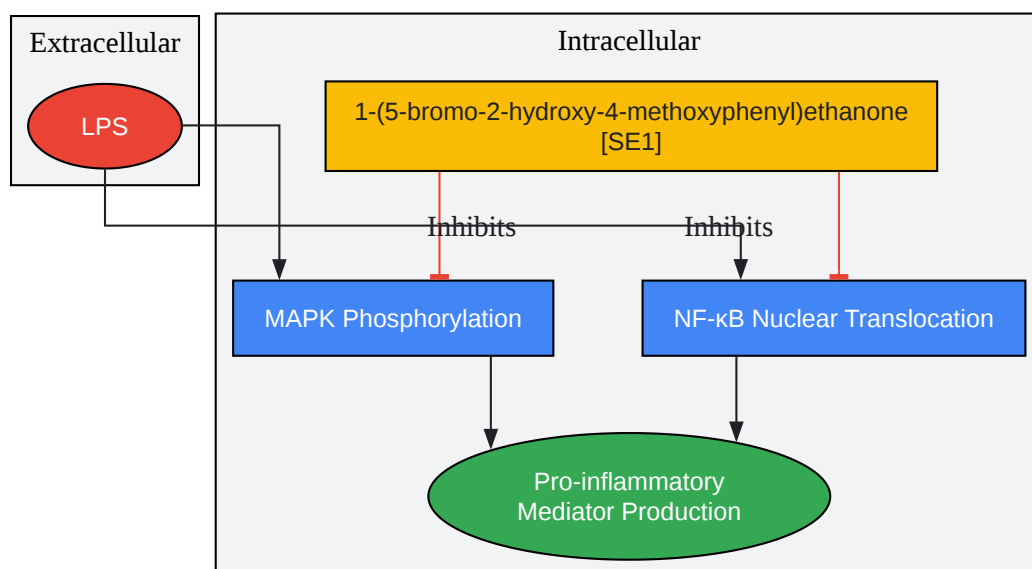 Extracellular
Intracellular
LPS
1-(5-bromo-2-hydroxy-4-methoxyphenyl)ethanone
[SE1]
Inhibits
Inhibits
MAPK Phosphorylation
NF-κB Nuclear Translocation
Pro-inflammatory
Mediator Production